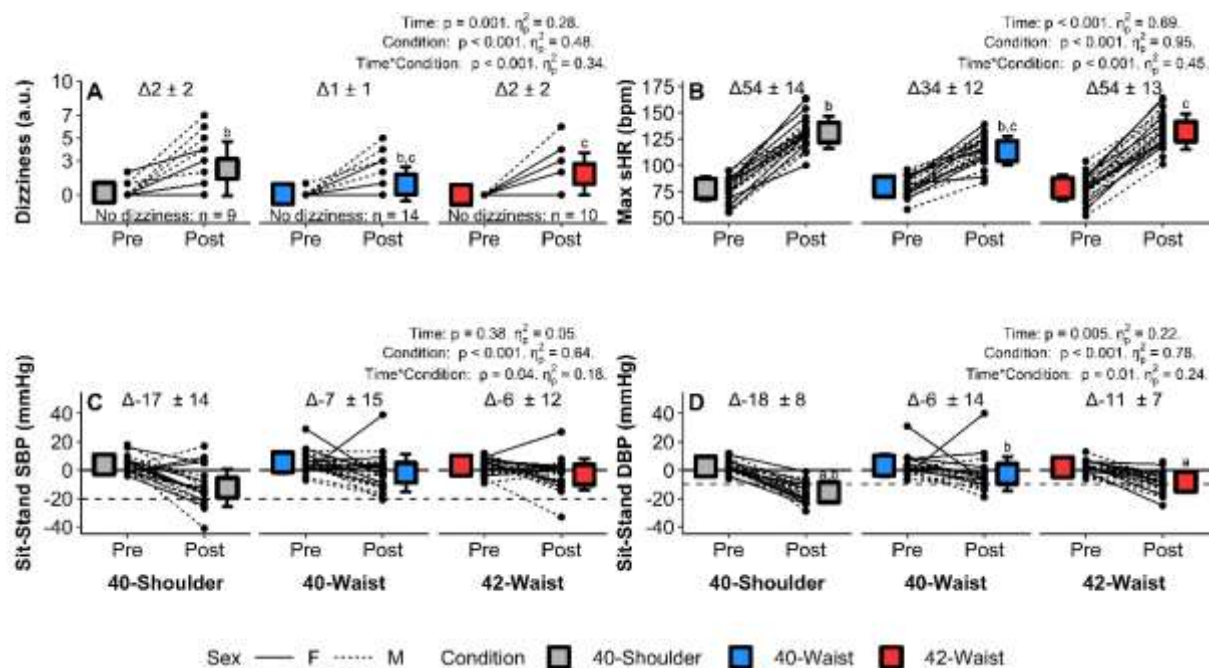 Time: p = 0.001. η²p = 0.28.
Condition: p < 0.001. η²p = 0.48.
Time*Condition: p < 0.001. η²p = 0.34.
A
Δ2 ± 2
Δ1 ± 1
Δ2 ± 2
Dizziness (a.u.)
10
7
5
3
0
b
b,c
c
No dizziness: n = 9
No dizziness: n = 14
No dizziness: n = 10
Pre Post
Pre Post
Pre Post
Time: p < 0.001. η²p = 0.69.
Condition: p < 0.001. η²p = 0.95.
Time*Condition: p < 0.001. η²p = 0.45.
B
Δ54 ± 14
Δ34 ± 12
Δ54 ± 13
Max sHR (bpm)
175
150
125
100
75
50
b
b,c
c
Pre Post
Pre Post
Pre Post
Time: p = 0.38. η²p = 0.05.
Condition: p < 0.001. η²p = 0.64.
Time*Condition: p = 0.04. η²p = 0.18.
C
Δ-17 ± 14
Δ-7 ± 15
Δ-6 ± 12
Sit-Stand SBP (mmHg)
40
20
0
-20
-40
Pre Post
Pre Post
Pre Post
40-Shoulder
40-Waist
42-Waist
Time: p = 0.005. η²p = 0.22.
Condition: p < 0.001. η²p = 0.78.
Time*Condition: p = 0.01. η²p = 0.24.
D
Δ-18 ± 8
Δ-6 ± 14
Δ-11 ± 7
Sit-Stand DBP (mmHg)
40
20
0
-20
-40
a,b
b
a
Pre Post
Pre Post
Pre Post
40-Shoulder
40-Waist
42-Waist
Sex F M Condition 40-Shoulder 40-Waist 42-Waist